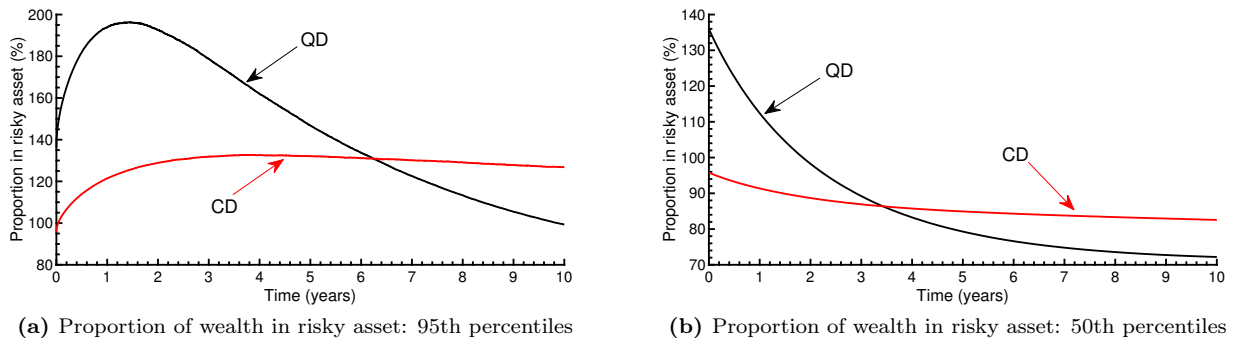 Proportion in risky asset (%)
200
180
160
140
120
100
80
QD
CD
0 1 2 3 4 5 6 7 8 9 10
Time (years)
(a) Proportion of wealth in risky asset: 95th percentiles
Proportion in risky asset (%)
140
130
120
110
100
90
80
70
QD
CD
0 1 2 3 4 5 6 7 8 9 10
Time (years)
(b) Proportion of wealth in risky asset: 50th percentiles